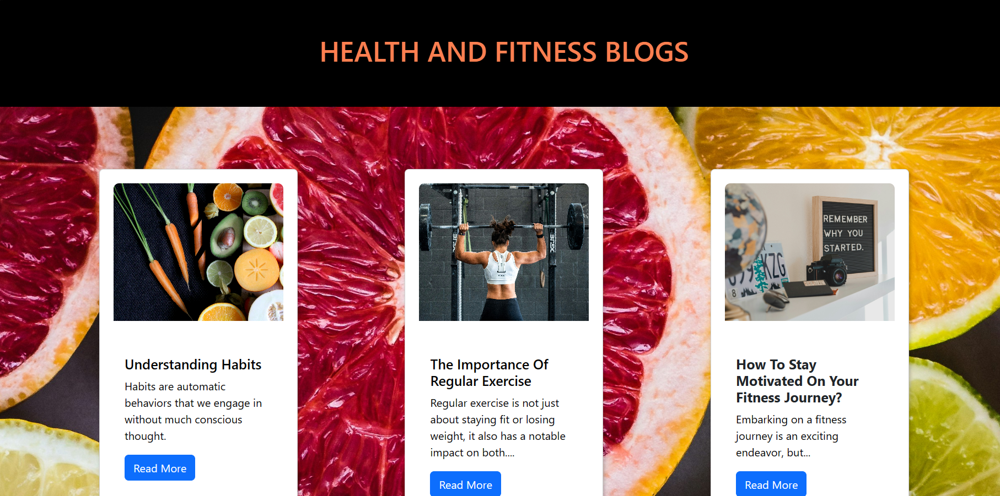 HEALTH AND FITNESS BLOGS
REMEMBER
WHY YOU
STARTED.
KZG
8
Understanding Habits
Habits are automatic
behaviors that we engage in
without much conscious
thought.
Read More
The Importance Of
Regular Exercise
Regular exercise is not just
about staying fit or losing
weight, it also has a notable
impact on both....
Read More
How To Stay
Motivated On Your
Fitness Journey?
Embarking on a fitness
journey is an exciting
endeavor, but...
Read More